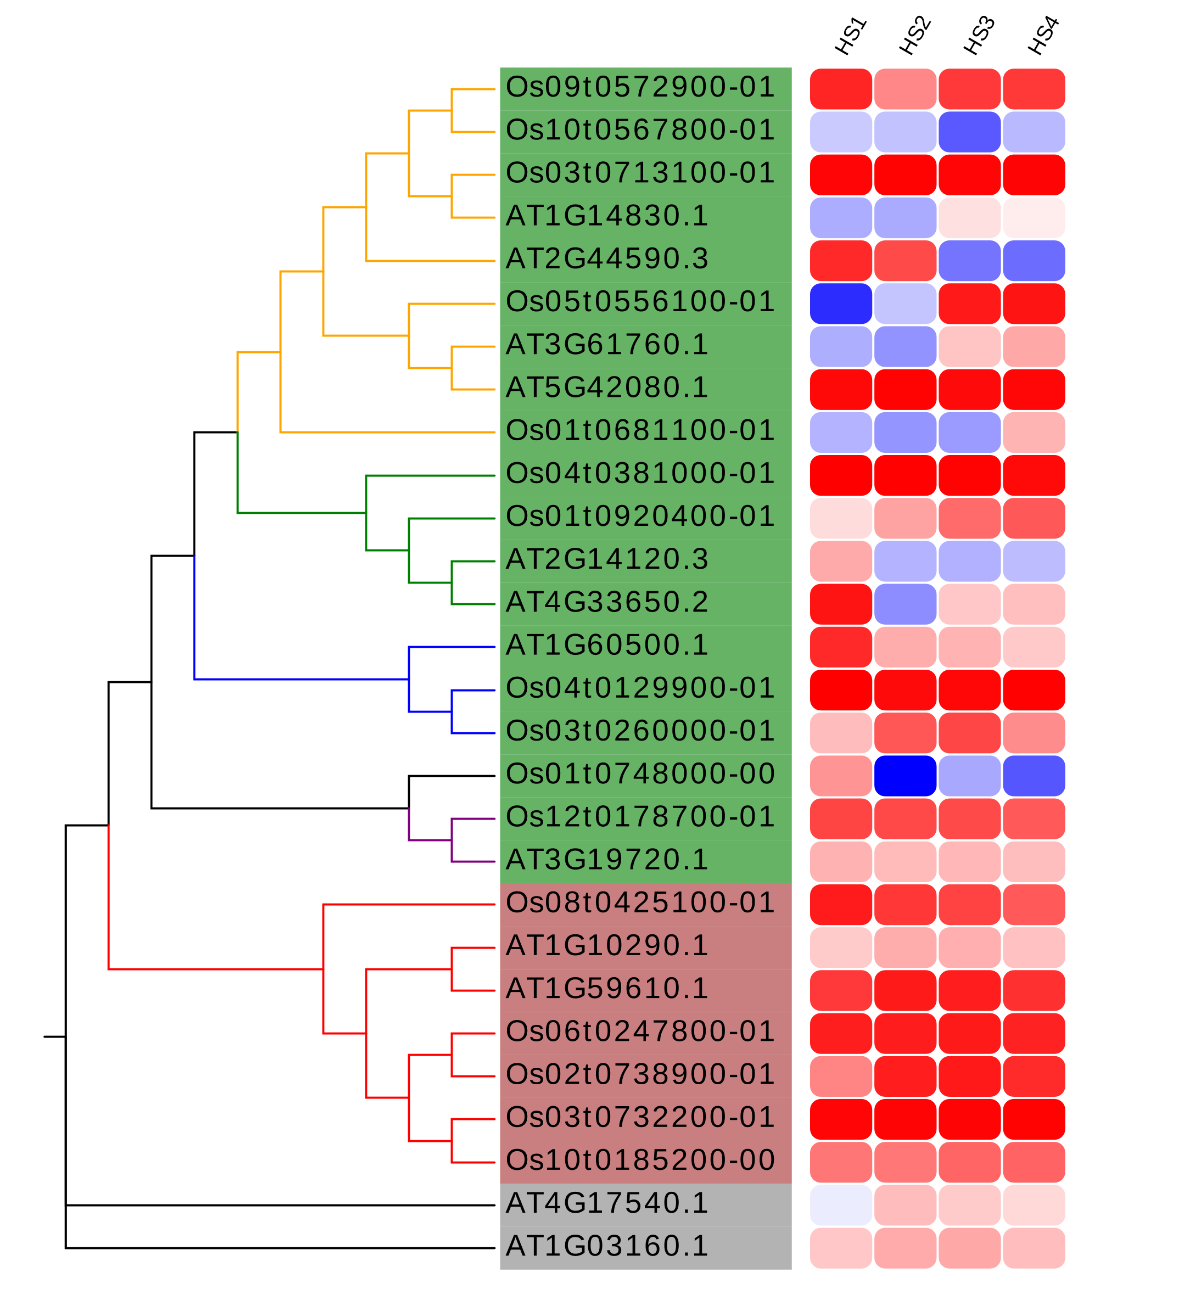 HS1 HS2 HS3 HS4
Os09t0572900-01
Os10t0567800-01
Os03t0713100-01
AT1G14830.1
AT2G44590.3
Os05t0556100-01
AT3G61760.1
AT5G42080.1
Os01t0681100-01
Os04t0381000-01
Os01t0920400-01
AT2G14120.3
AT4G33650.2
AT1G60500.1
Os04t0129900-01
Os03t0260000-01
Os01t0748000-00
Os12t0178700-01
AT3G19720.1
Os08t0425100-01
AT1G10290.1
AT1G59610.1
Os06t0247800-01
Os02t0738900-01
Os03t0732200-01
Os10t0185200-00
AT4G17540.1
AT1G03160.1